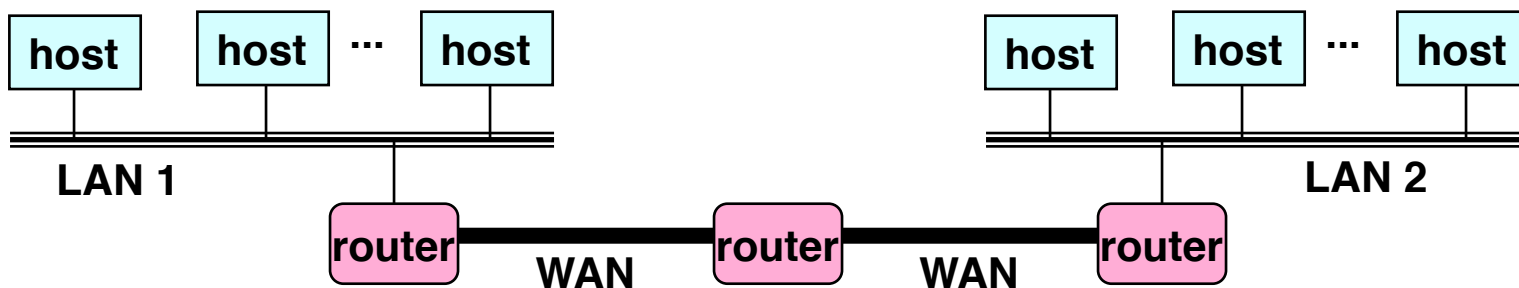 host host ... host
host host ... host
LAN 1
LAN 2
router router router
WAN WAN